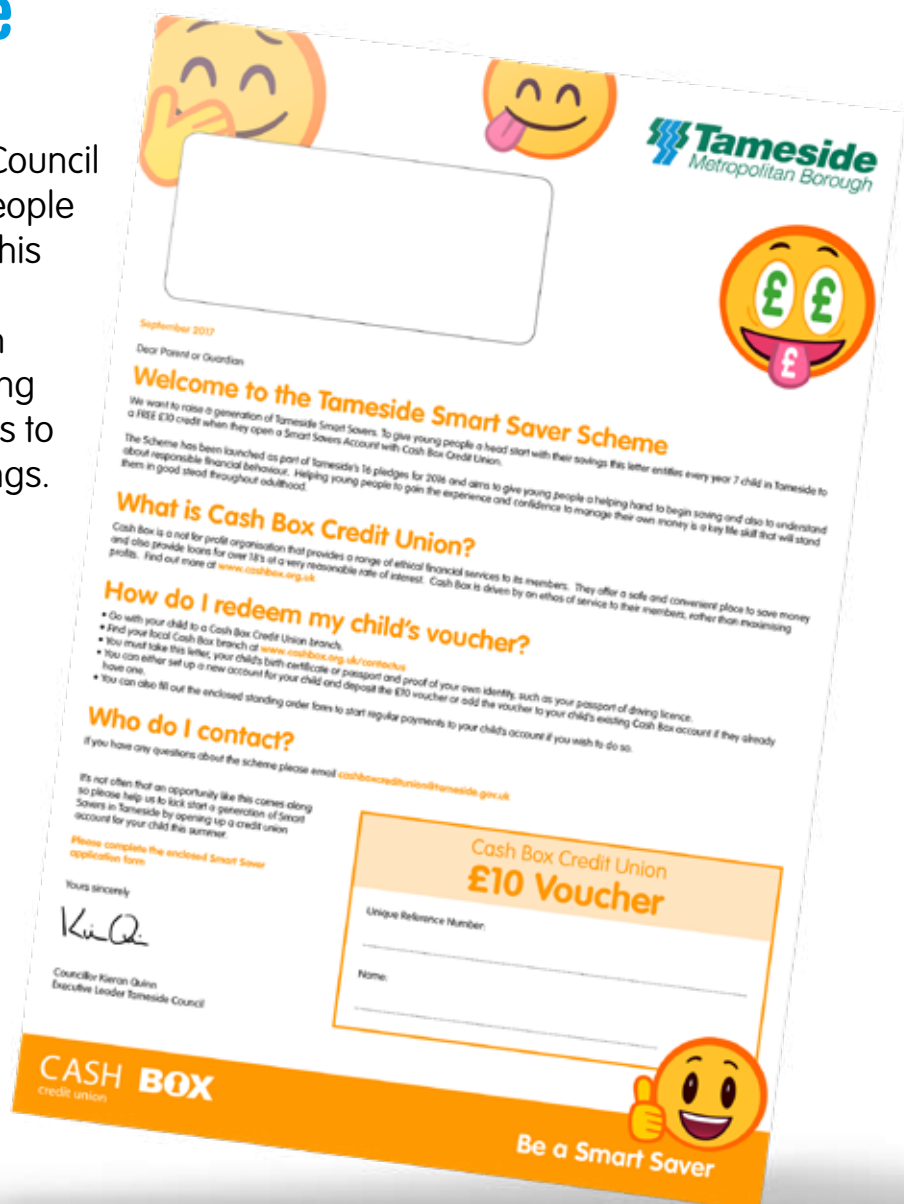 e
Council
eople
his
n
ng
s to
ngs.
Tameside
Metropolitan Borough
£ £
£
September 2017
Dear Parent or Guardian
Welcome to the Tameside Smart Saver Scheme
We want to raise a generation of Tameside Smart Savers. To give young people a head start with their savings this letter entitles every year 7 child in Tameside to
a FREE £10 credit when they open a Smart Savers Account with Cash Box Credit Union.
The Scheme has been launched as part of Tameside's 16 pledges for 2016 and aims to give young people a helping hand to begin saving and also to understand
about responsible financial behaviour. Helping young people to gain the experience and confidence to manage their own money is a key life skill that will stand
them in good stead throughout adulthood.
What is Cash Box Credit Union?
Cash Box is a not for profit organisation that provides a range of ethical financial services to its members. They offer a safe and convenient place to save money
and also provide loans for over 18's at a very reasonable rate of interest. Cash Box is driven by an ethos of service to their members, rather than maximising
profits. Find out more at www.cashbox.org.uk
How do I redeem my child's voucher?
• Go with your child to a Cash Box Credit Union branch.
• Find your local Cash Box branch at www.cashbox.org.uk/contactus
• You must take this letter, your child's birth certificate or passport and proof of your own identity, such as your passport of driving licence.
• You can either set up a new account for your child and deposit the £10 voucher or add the voucher to your child's existing Cash Box account if they already
have one.
• You can also fill out the enclosed standing order form to start regular payments to your child's account if you wish to do so.
Who do I contact?
If you have any questions about the scheme please email cashboxcreditunion@tameside.gov.uk
It's not often that an opportunity like this comes along
so please help us to kick start a generation of Smart
Savers in Tameside by opening up a credit union
account for your child this summer.
Please complete the enclosed Smart Saver
application form
Yours sincerely
Councillor Kieran Quinn
Executive Leader Tameside Council
Cash Box Credit Union
£10 Voucher
Unique Reference Number:
Name:
CASH BOX
credit union
Be a Smart Saver